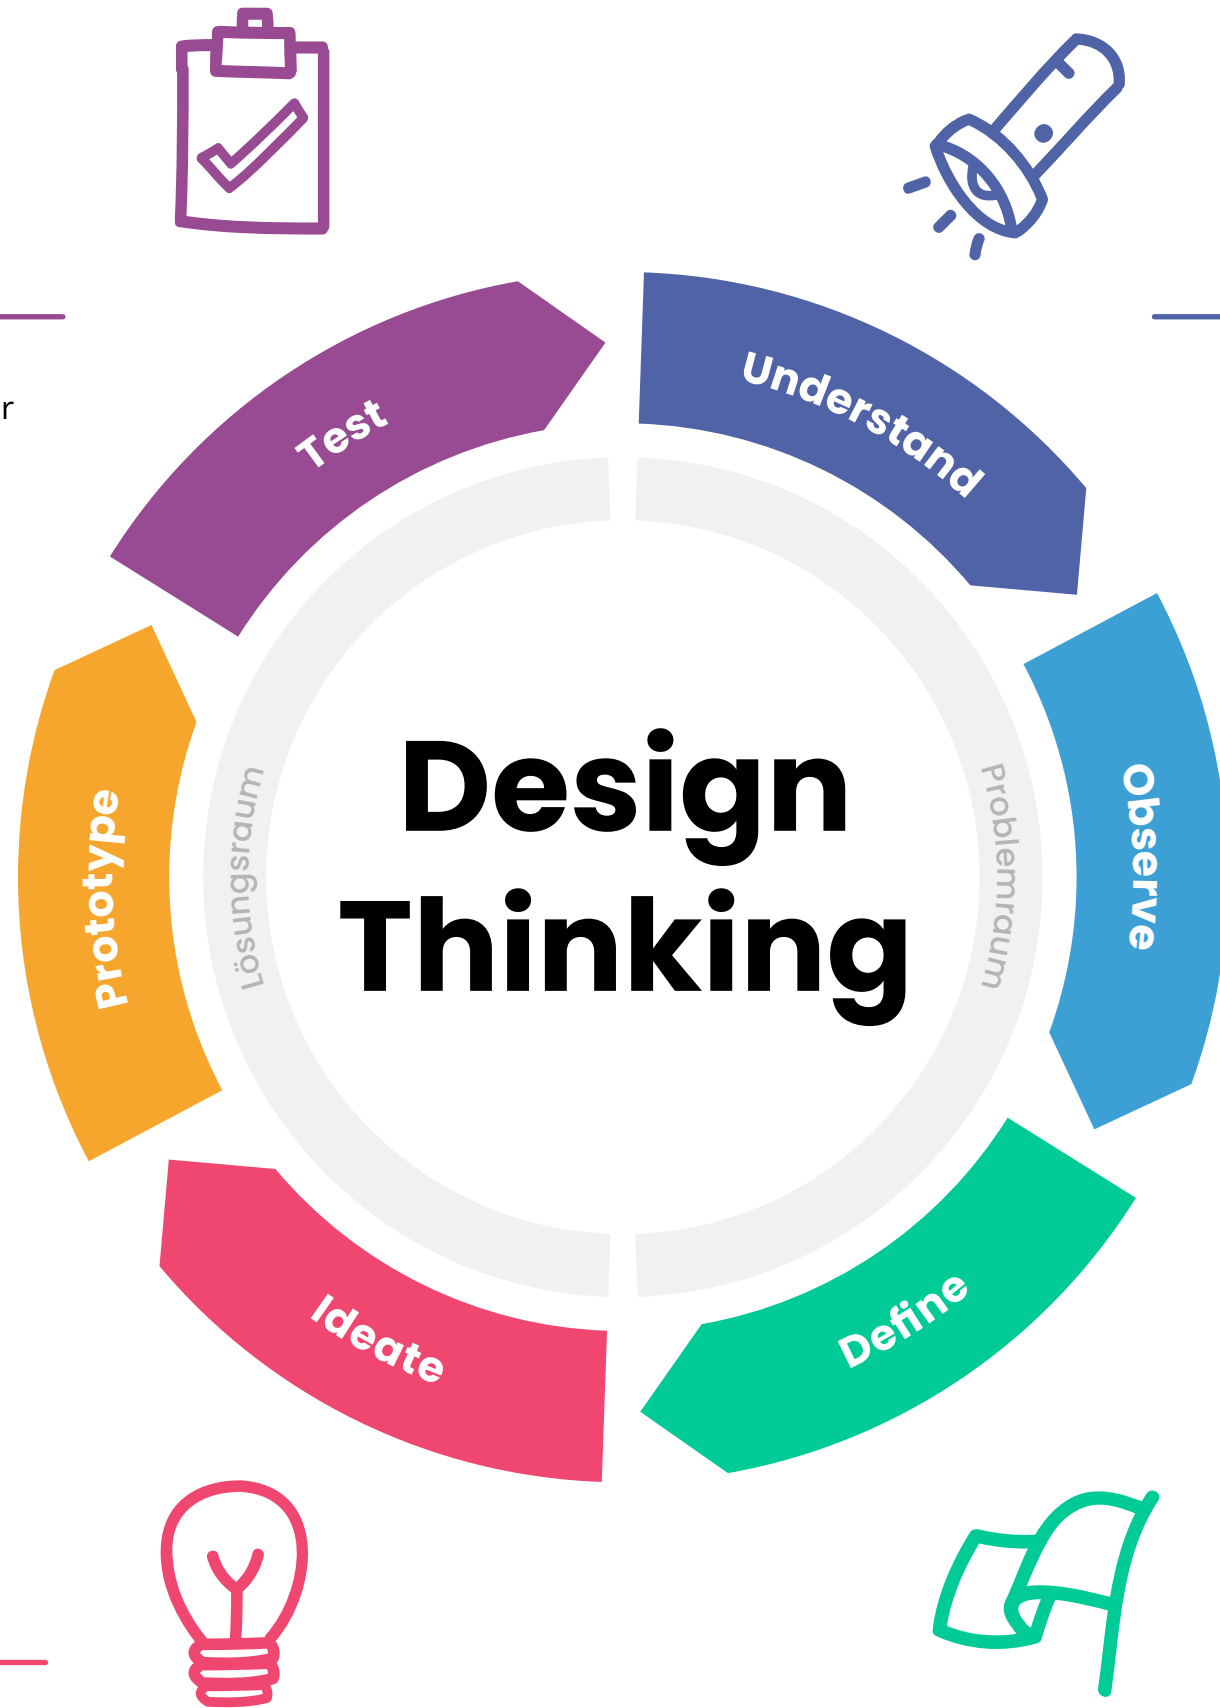 r
Test
Understand
Observe
Define
Ideate
Prototype
Lösungsraum
Problemraum
Design
Thinking